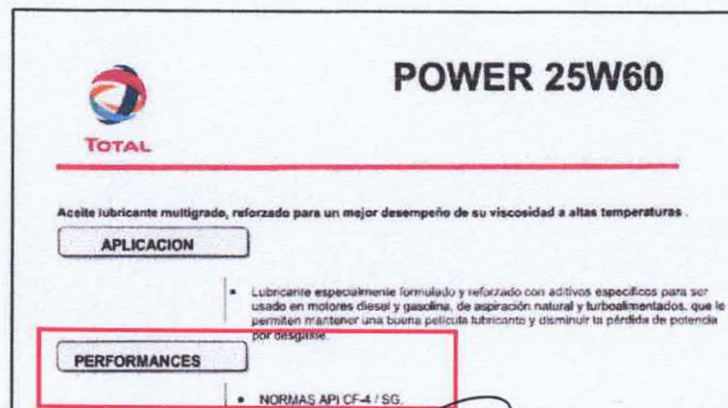 POWER 25W60
TOTAL
Aceite lubricante multigrado, reforzado para un mejor desempeño de su viscosidad a altas temperaturas .
APLICACION
• Lubricante especialmente formulado y reforzado con aditivos específicos para ser
usado en motores diesel y gasolina, de aspiración natural y turboalimentados, que le
permiten mantener una buena película lubricante y disminuir la pérdida de potencia
por desgaste.
PERFORMANCES
• NORMAS API CF-4 / SG.